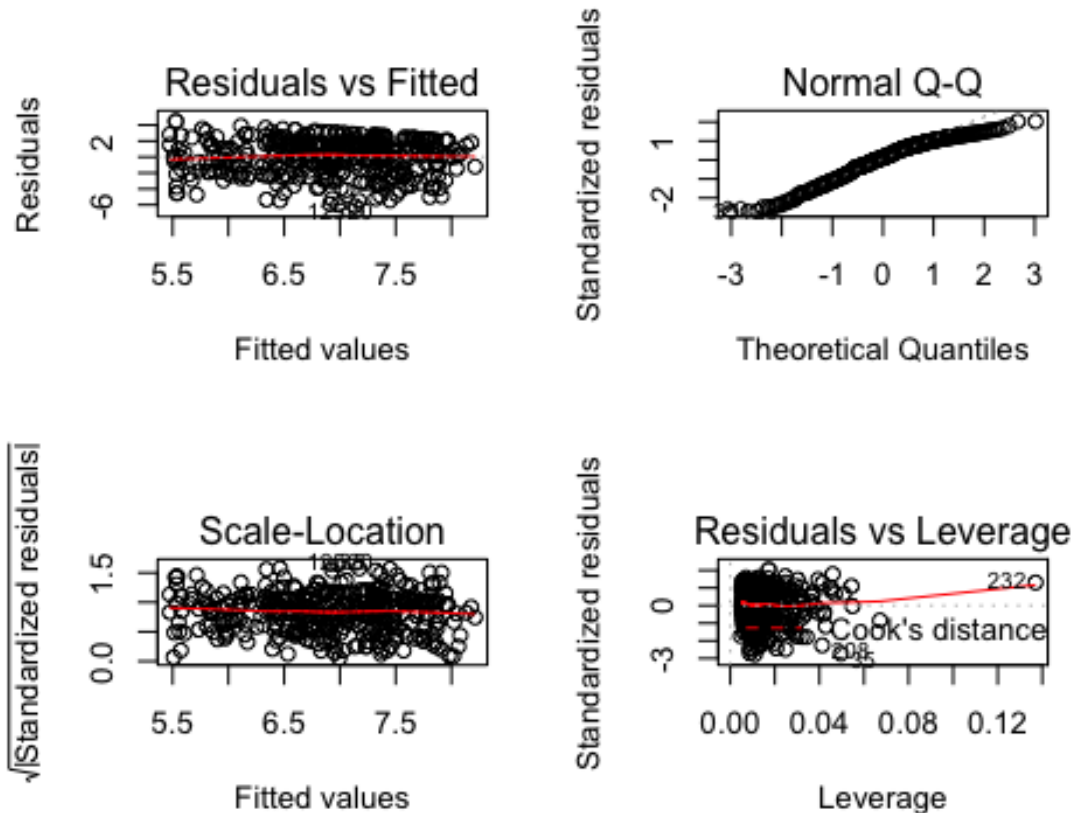 Residuals vs Fitted
Residuals
2
-6
5.5 6.5 7.5
Fitted values
Normal Q-Q
Standardized residuals
1
-2
-3 -1 0 1 2 3
Theoretical Quantiles
Scale-Location
√|Standardized residuals|
1.5
0.0
5.5 6.5 7.5
Fitted values
Residuals vs Leverage
Standardized residuals
0
-3
232
Cook's distance
0.00 0.04 0.08 0.12
Leverage